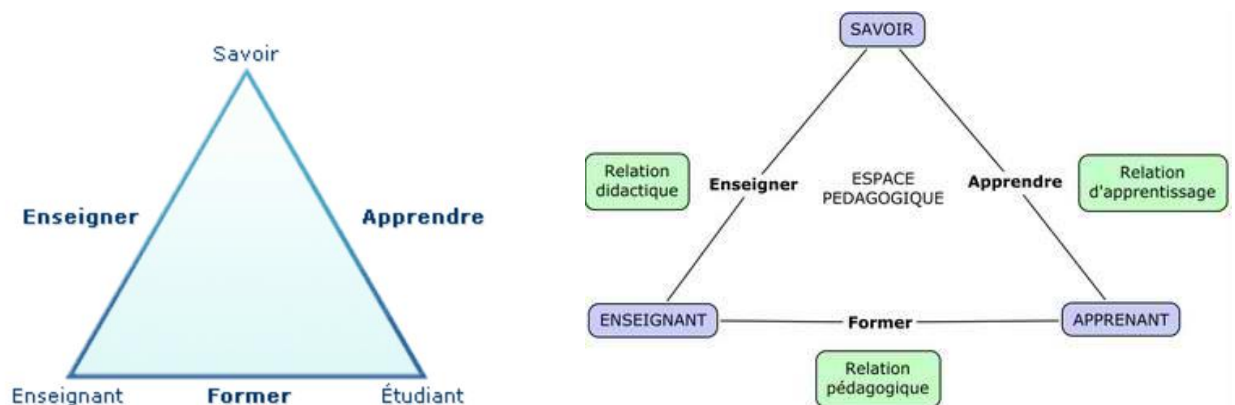 Savoir
Enseigner
Apprendre
Enseignant
Former
Étudiant
SAVOIR
Relation
didactique
Enseigner
ESPACE
PEDAGOGIQUE
Apprendre
Relation
d'apprentissage
ENSEIGNANT
Former
APPRENANT
Relation
pédagogique